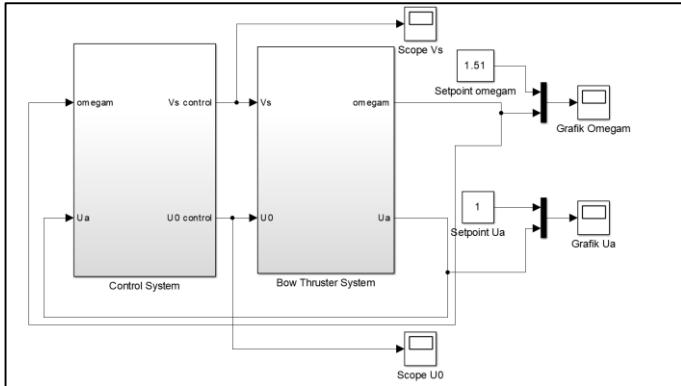 Scope Vs
omegam
Vs control
Vs
omegam
1.51
Setpoint omegam
Grafik Omegam
Ua
U0 control
U0
Ua
1
Setpoint Ua
Grafik Ua
Control System
Bow Thruster System
Scope U0